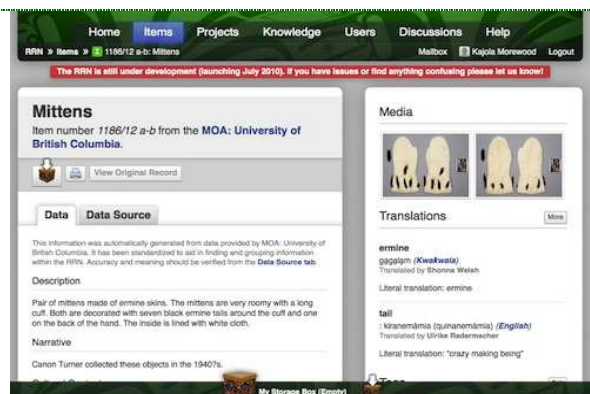 Home Items Projects Knowledge Users Discussions Help
RRN » Items » 1186/12 a-b: Mittens
Mailbox Kajola Morewood Logout
The RRN is still under development (launching July 2010). If you have issues or find anything confusing please let us know!
Mittens
Item number 1186/12 a-b from the MOA: University of
British Columbia.
View Original Record
Data Data Source
This information was automatically generated from data provided by MOA: University of
British Columbia. It has been standardized to aid in finding and grouping information
within the RRN. Accuracy and meaning should be verified from the Data Source tab.
Description
Pair of mittens made of ermine skins. The mittens are very roomy with a long
cuff. Both are decorated with seven black ermine tails around the cuff and one
on the back of the hand. The inside is lined with white cloth.
Narrative
Canon Turner collected these objects in the 1940?s.
Media
Translations
More
ermine
(Kwakwala)
Translated by Shonna Welsh
Literal translation: ermine
tail
: kiranemámia (quinanemámia) (English)
Translated by Ulrike Radermacher
Literal translation: "crazy making being"
My Storage Box (Empty)